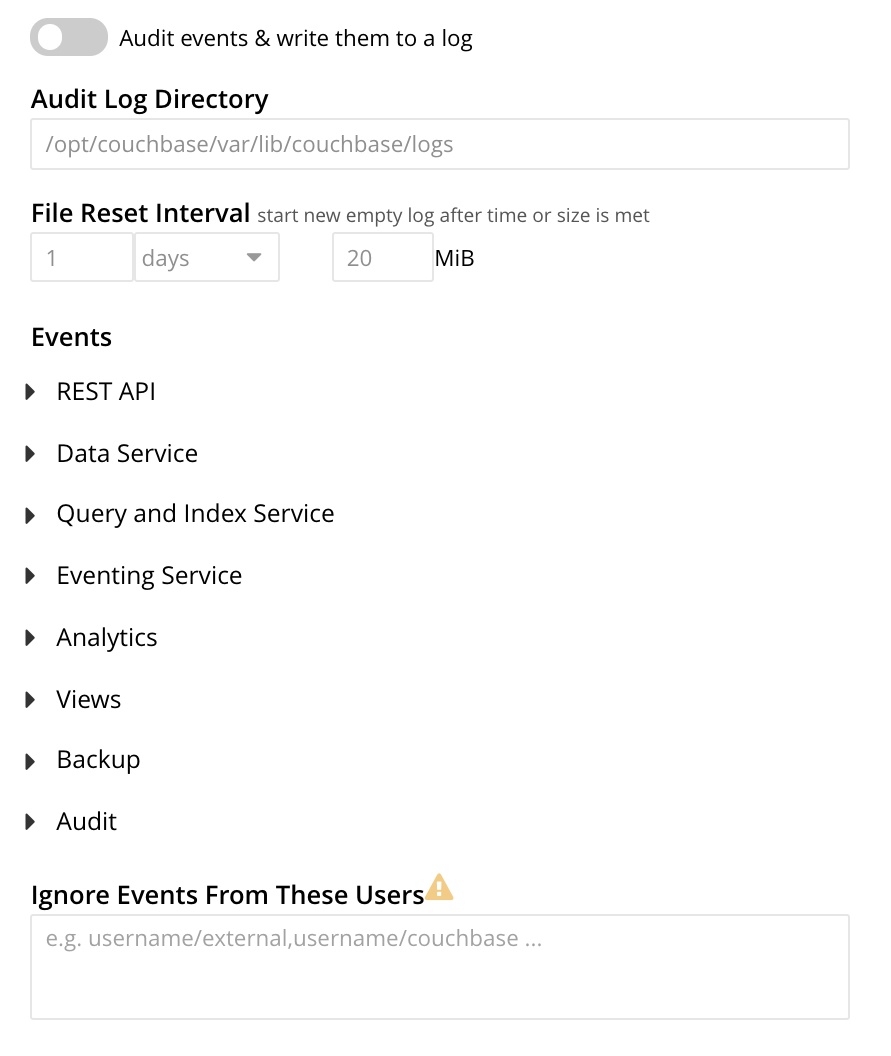 Audit events & write them to a log
Audit Log Directory
/opt/couchbase/var/lib/couchbase/logs
File Reset Interval start new empty log after time or size is met
1 days 20 MiB
Events
REST API
Data Service
Query and Index Service
Eventing Service
Analytics
Views
Backup
Audit
Ignore Events From These Users
e.g. username/external,username/couchbase ...